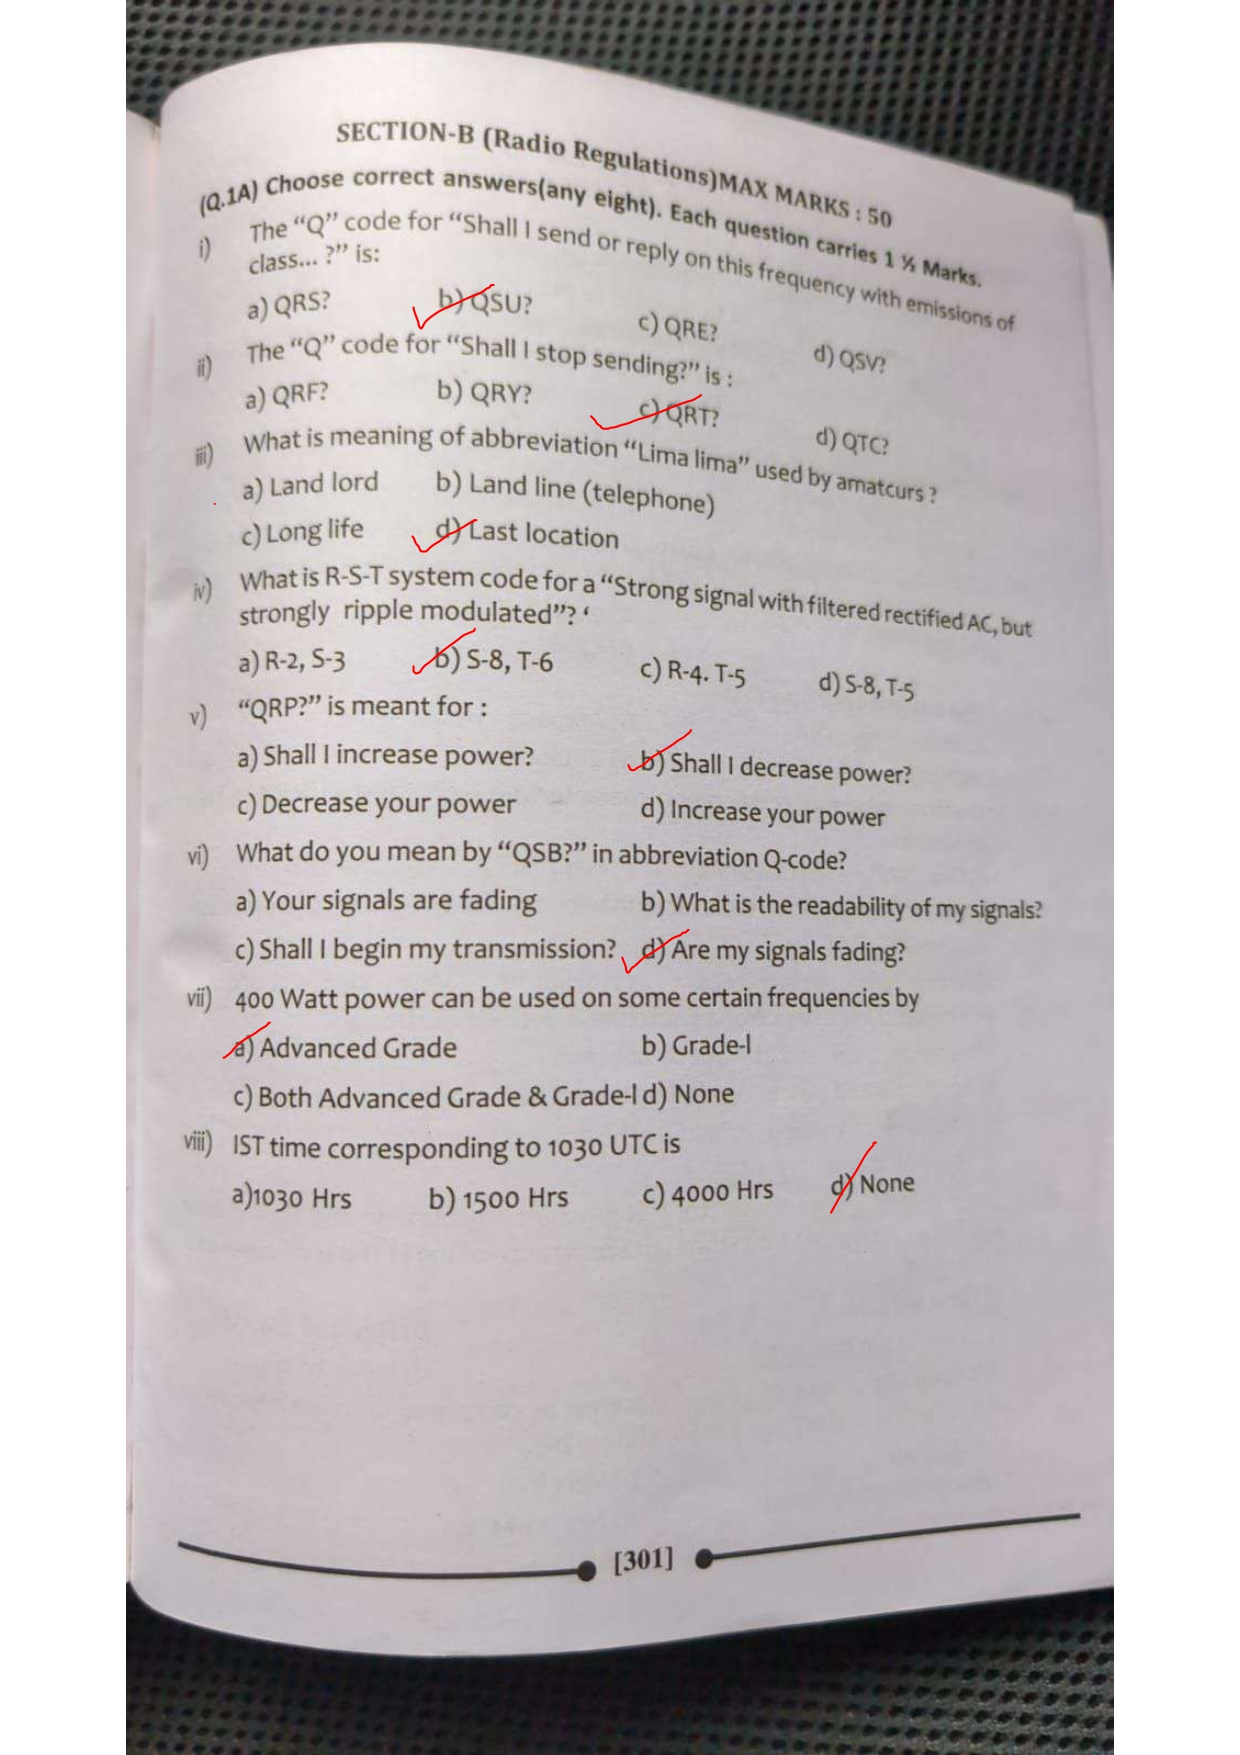 SECTION-B (Radio Regulations)MAX MARKS : 50
(Q.1A) Choose correct answers(any eight). Each question carries 1 ½ Marks.
i) The “Q” code for “Shall I send or reply on this frequency with emissions of
class... ?” is:
a) QRS? b) QSU? c) QRE? d) QSV?
ii) The “Q” code for “Shall I stop sending?” is :
a) QRF? b) QRY? c) QRT? d) QTC?
iii) What is meaning of abbreviation “Lima lima” used by amatcurs ?
a) Land lord b) Land line (telephone)
c) Long life d) Last location
iv) What is R-S-T system code for a “Strong signal with filtered rectified AC, but
strongly ripple modulated”? ‘
a) R-2, S-3 b) S-8, T-6 c) R-4. T-5 d) S-8, T-5
v) “QRP?” is meant for :
a) Shall I increase power? b) Shall I decrease power?
c) Decrease your power d) Increase your power
vi) What do you mean by “QSB?” in abbreviation Q-code?
a) Your signals are fading b) What is the readability of my signals?
c) Shall I begin my transmission? d) Are my signals fading?
vii) 400 Watt power can be used on some certain frequencies by
a) Advanced Grade b) Grade-I
c) Both Advanced Grade & Grade-I d) None
viii) IST time corresponding to 1030 UTC is
a)1030 Hrs b) 1500 Hrs c) 4000 Hrs d) None
[301]